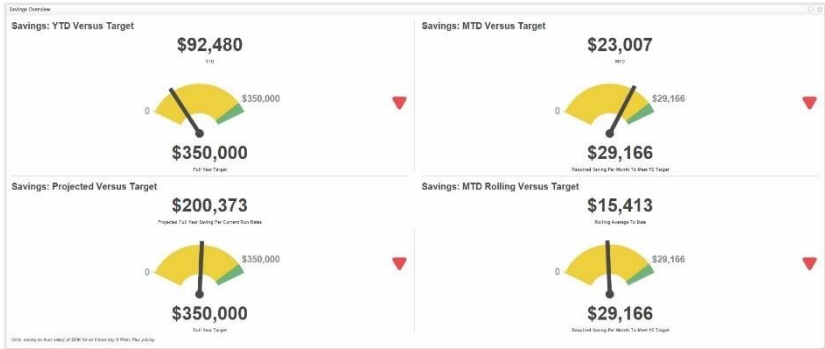 Savings Overview
Savings: YTD Versus Target
$92,480
YTD
0
$350,000
$350,000
Full Year Target
Savings: MTD Versus Target
$23,007
MTD
0
$29,166
$29,166
Required Saving Per Month To Meet YE Target
Savings: Projected Versus Target
$200,373
Projected Full Year Saving Per Current Run Rates
0
$350,000
$350,000
Full Year Target
Savings: MTD Rolling Versus Target
$15,413
Rolling Average To Date
0
$29,166
$29,166
Required Saving Per Month To Meet YE Target